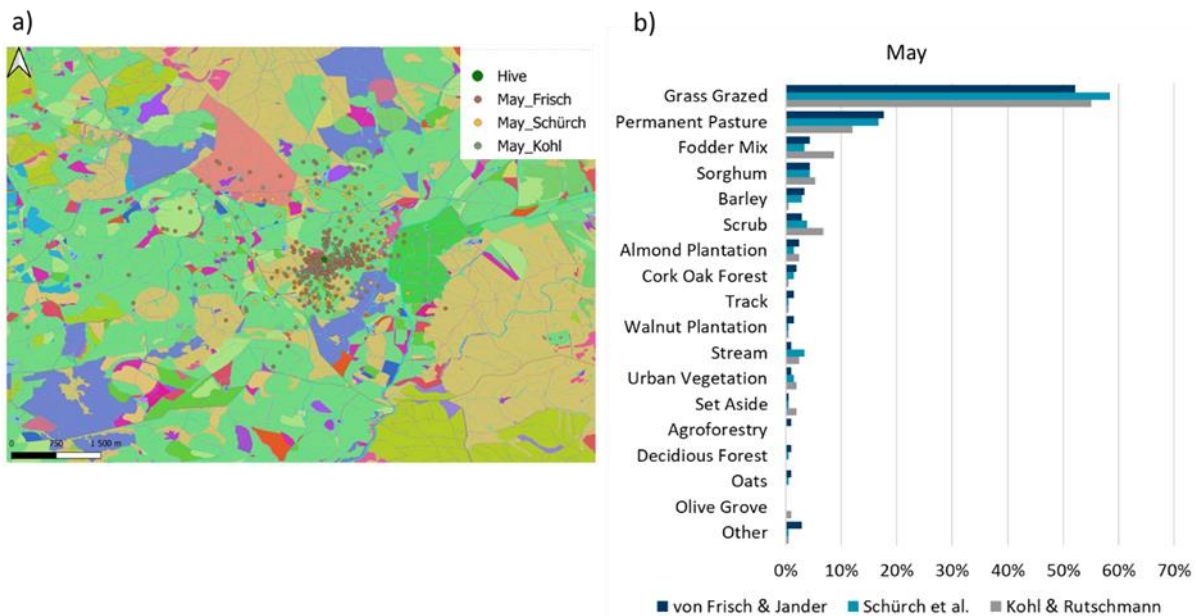 a)
Hive
May_Frisch
May_Schürch
May_Kohl
0 750 1 500 m
b)
May
Grass Grazed
Permanent Pasture
Fodder Mix
Sorghum
Barley
Scrub
Almond Plantation
Cork Oak Forest
Track
Walnut Plantation
Stream
Urban Vegetation
Set Aside
Agroforestry
Decidious Forest
Oats
Olive Grove
Other
0% 10% 20% 30% 40% 50% 60% 70%
von Frisch & Jander Schürch et al. Kohl & Rutschmann